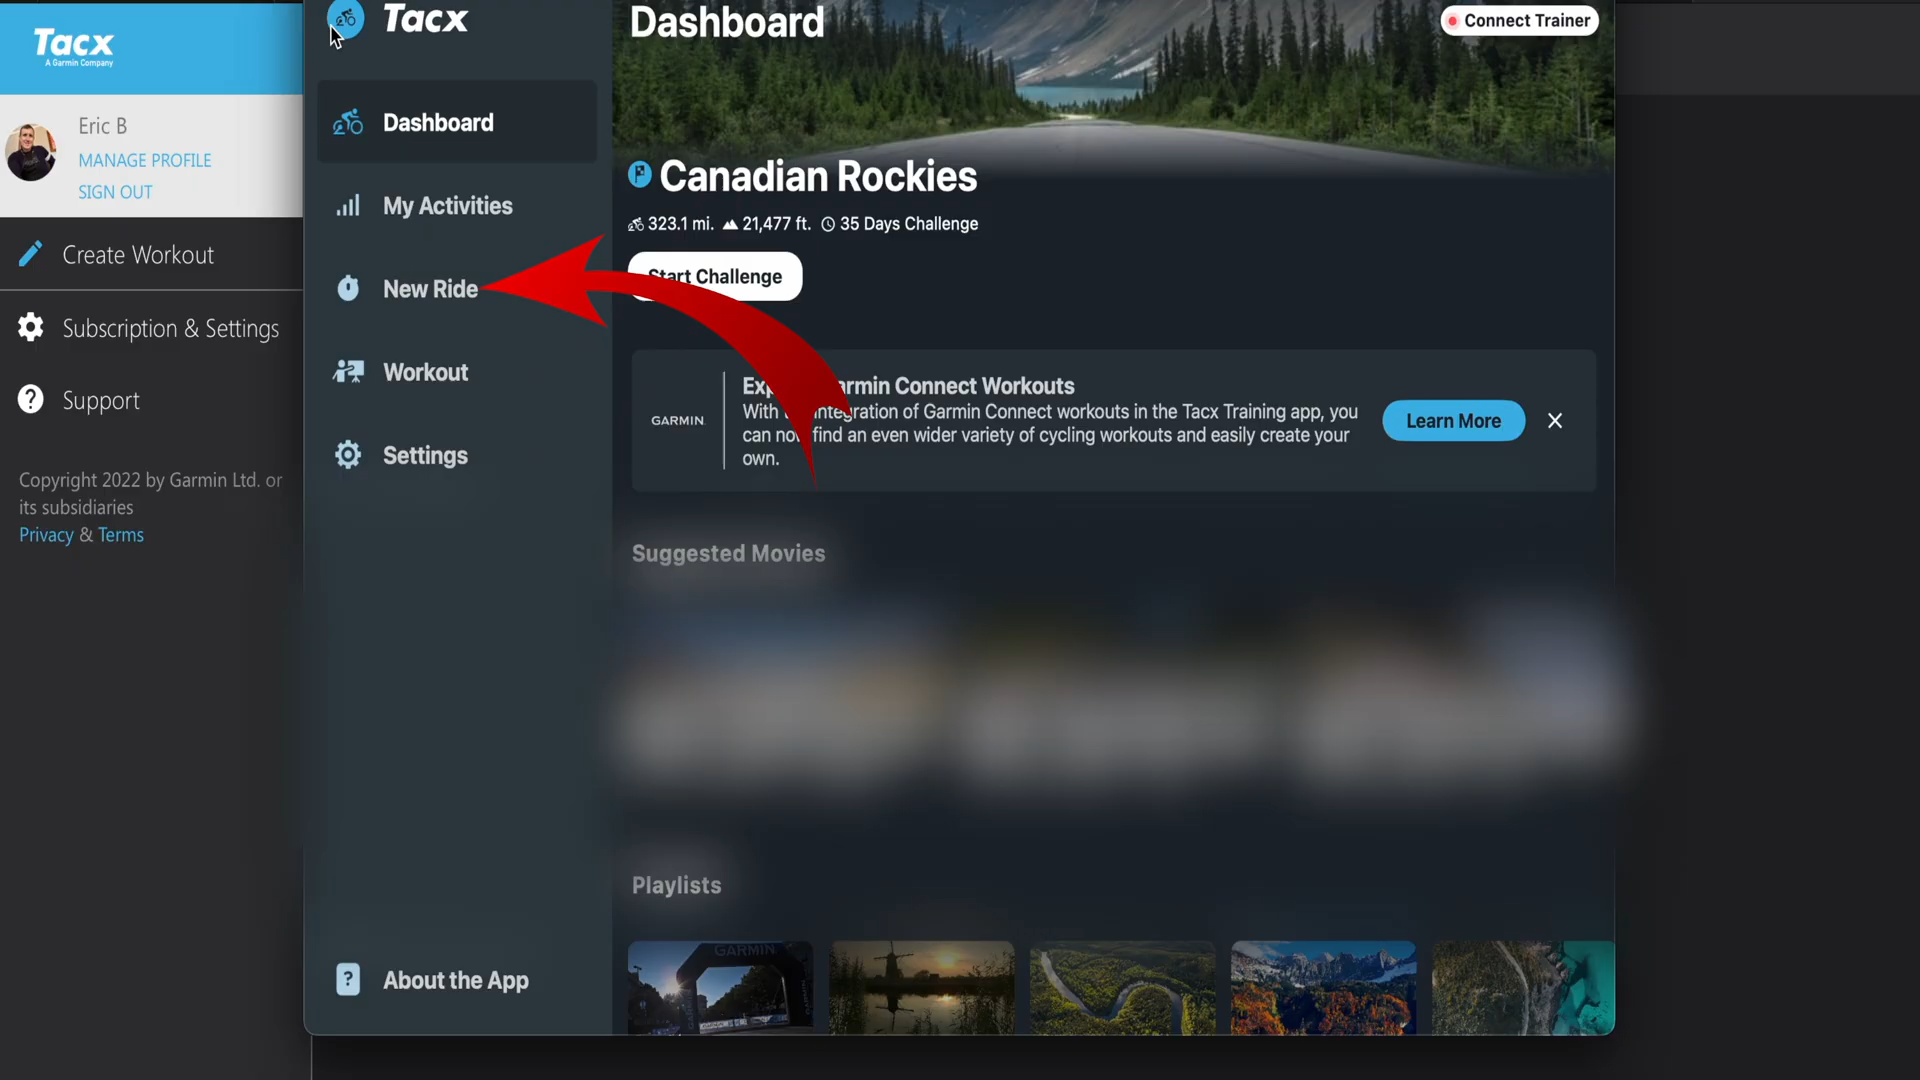 Tacx
A Garmin Company
Eric B
MANAGE PROFILE
SIGN OUT
Create Workout
Subscription & Settings
Support
Copyright 2022 by Garmin Ltd. or
its subsidiaries
Privacy & Terms
Tacx
Dashboard
My Activities
New Ride
Workout
Settings
About the App
Dashboard
Connect Trainer
Canadian Rockies
323.1 mi. 21,477 ft. 35 Days Challenge
Start Challenge
GARMIN
Garmin Connect Workouts
With integration of Garmin Connect workouts in the Tacx Training app, you
can now find an even wider variety of cycling workouts and easily create your
own.
Learn More
Suggested Movies
Playlists
GARMIN